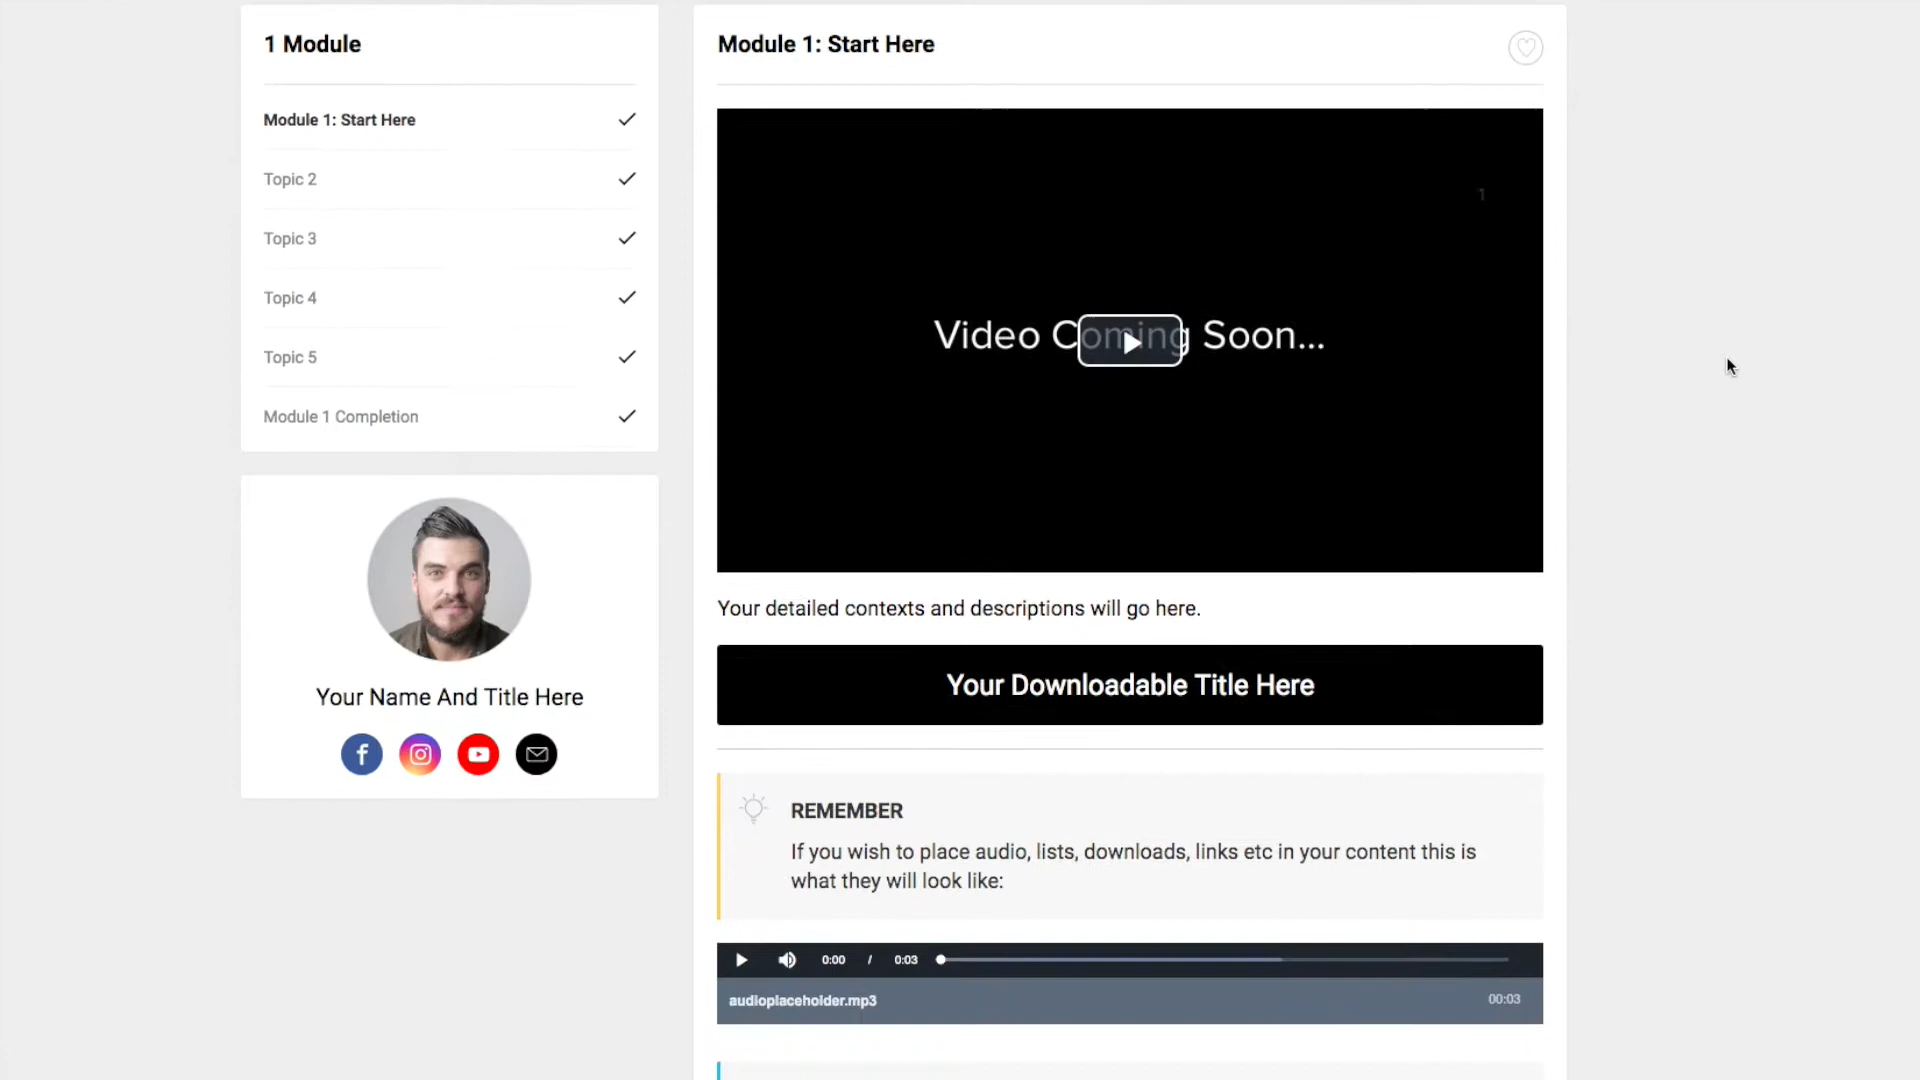 1 Module
Module 1: Start Here
Topic 2
Topic 3
Topic 4
Topic 5
Module 1 Completion
Your Name And Title Here
Module 1: Start Here
1
Video Coming Soon...
Your detailed contexts and descriptions will go here.
Your Downloadable Title Here
REMEMBER
If you wish to place audio, lists, downloads, links etc in your content this is
what they will look like:
0:00 / 0:03
audioplaceholder.mp3 00:03